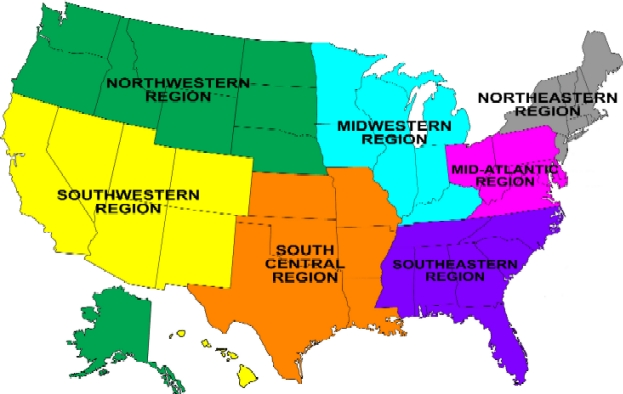 NORTHWESTERN
REGION
NORTHEASTERN
REGION
MIDWESTERN
REGION
MID-ATLANTIC
REGION
SOUTHWESTERN
REGION
SOUTH
CENTRAL
REGION
SOUTHEASTERN
REGION